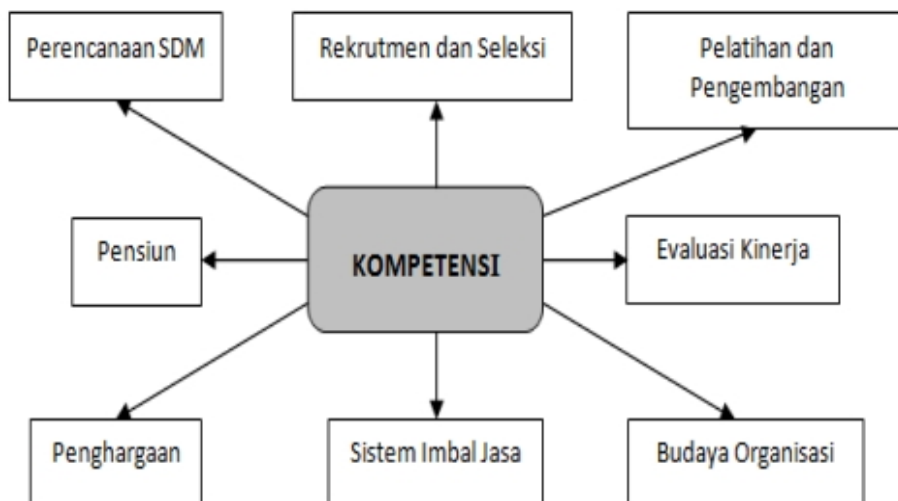 Perencanaan SDM
Rekrutmen dan Seleksi
Pelatihan dan
Pengembangan
Pensiun
KOMPETENSI
Evaluasi Kinerja
Penghargaan
Sistem Imbal Jasa
Budaya Organisasi